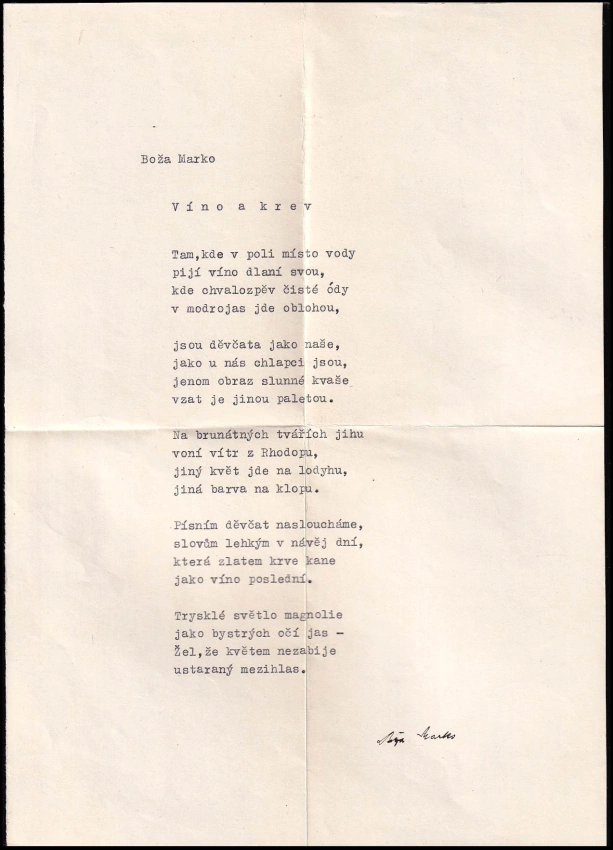 Boža Marko
V í n o a k r e v
Tam,kde v poli místo vody
pijí víno dlaní svou,
kde chvalozpěv čisté ódy
v modrojas jde oblohou,
jsou děvčata jako naše,
jako u nás chlapci jsou,
jenom obraz slunné kvaše
vzat je jinou paletou.
Na brunátných tvářích jihu
voní vítr z Rhodopu,
jiný květ jde na lodyhu,
jiná barva na klopu.
Písním děvčat nasloucháme,
slovům lehkým v návěj dní,
která zlatem krve kane
jako víno poslední.
Trysklé světlo magnolie
jako bystrých očí jas -
Žel,že květem nezabije
ustaraný mezihlas.
Boža Marko